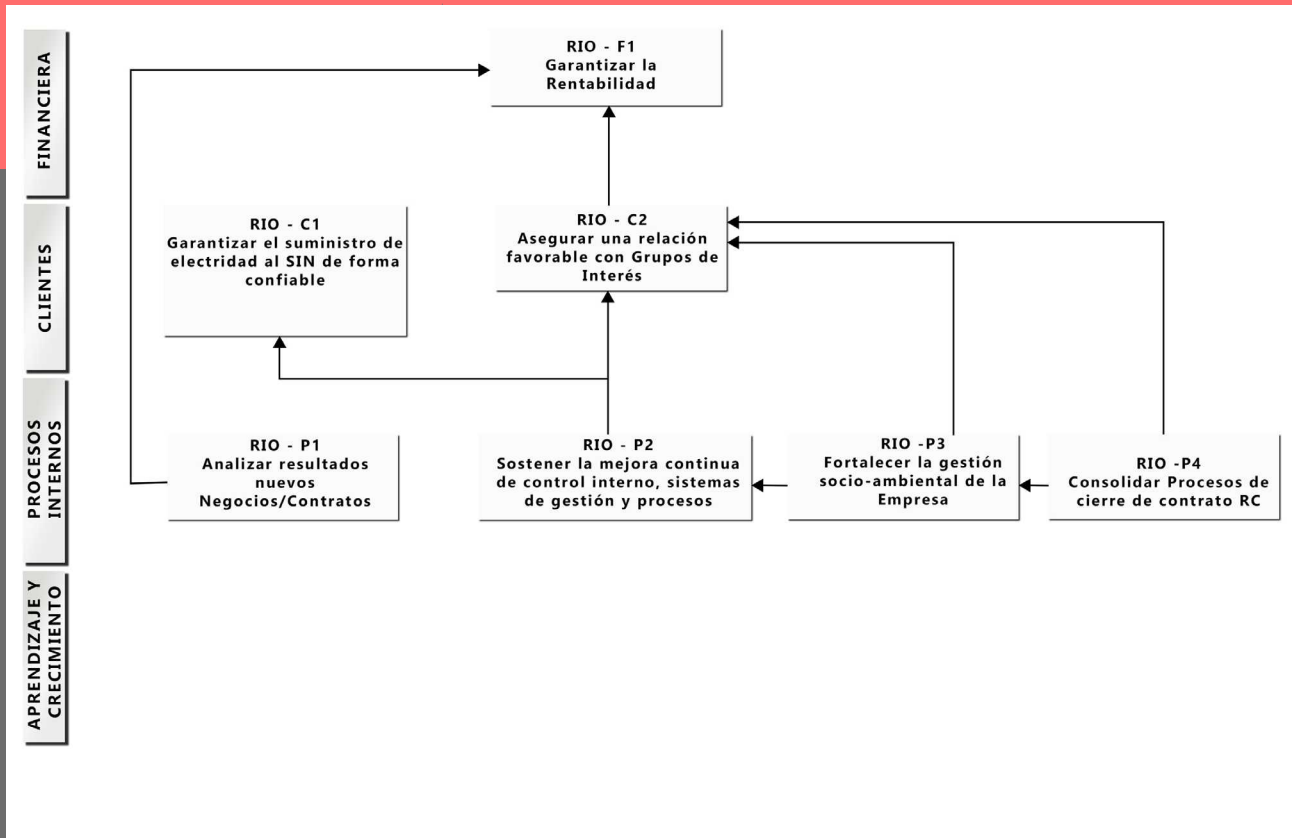 FINANCIERA
RIO - F1
Garantizar la
Rentabilidad
CLIENTES
RIO - C1
Garantizar el suministro de
electricidad al SIN de forma
confiable
RIO - C2
Asegurar una relación
favorable con Grupos de
Interés
PROCESOS
INTERNOS
RIO - P1
Analizar resultados
nuevos
Negocios/Contratos
RIO - P2
Sostener la mejora continua
de control interno, sistemas
de gestión y procesos
RIO -P3
Fortalecer la gestión
socio-ambiental de la
Empresa
RIO -P4
Consolidar Procesos de
cierre de contrato RC
APRENDIZAJE Y
CRECIMIENTO